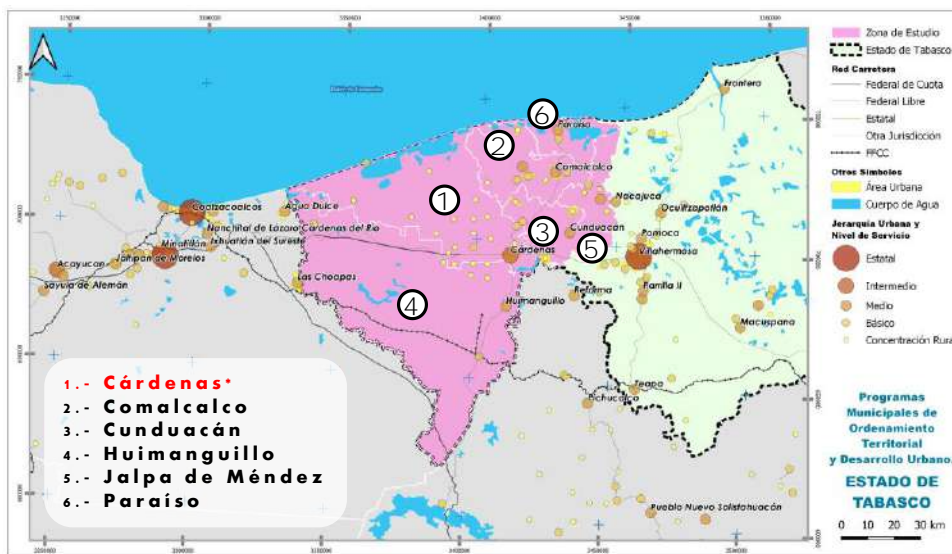 Zona de Estudio
Estado de Tabasco
Red Carretera
Federal de Cuota
Federal Libre
Estatal
Otra Jurisdicción
FFCC
Otros Símbolos
Área Urbana
Cuerpo de Agua
Jerarquía Urbana y
Nivel de Servicio
Estatal
Intermedio
Medio
Básico
Concentración Rural
Programas
Municipales de
Ordenamiento
Territorial
y Desarrollo Urbano.
ESTADO DE
TABASCO
0 10 20 30 km
Frontera
6
Paraíso
2
Comalcalco
1
Nacajuca
Ocuiltzapotlán
Coatzacoalcos
Agua Dulce
Nanchital de Lázaro Cárdenas del Río
3
Cunduacán
5
Pomoca
Minatitlán
Ixhuatlán del Sureste
Cárdenas
Villahermosa
Jáltipan de Morelos
Acayucan
Sayula de Alemán
Las Choapas
4
Huimanguillo
Reforma
Parrilla II
Macuspana
Teapa
Pichucalco
Pueblo Nuevo Solistahuacán
1.- Cárdenas*
2.- Comalcalco
3.- Cunduacán
4.- Huimanguillo
5.- Jalpa de Méndez
6.- Paraíso